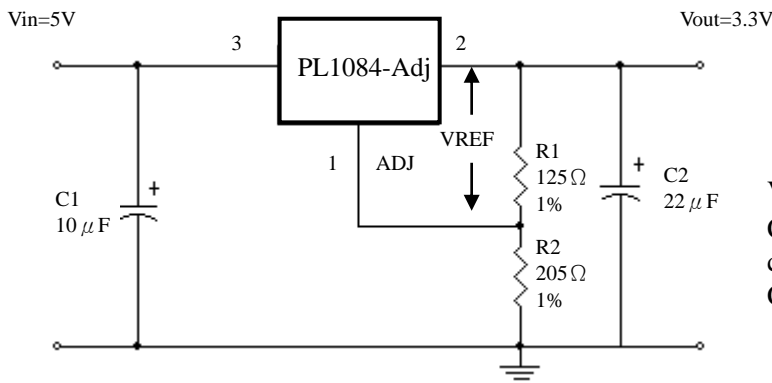 Vin=5V
Vout=3.3V
3
PL1084-Adj
2
VREF
1
ADJ
R1
125Ω
1%
C1
10μF
C2
22μF
R2
205Ω
1%